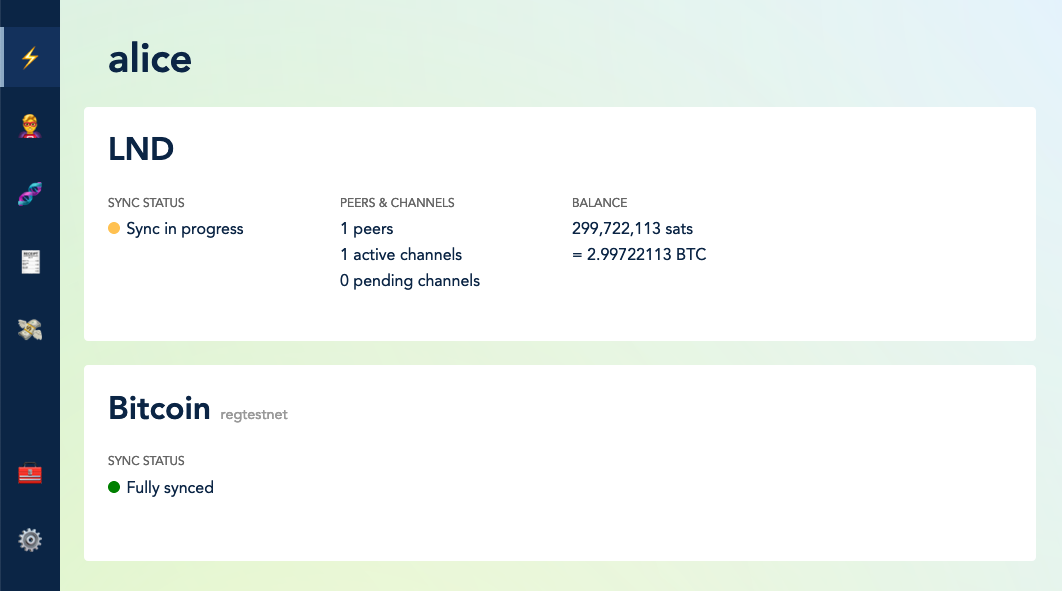 alice
LND
SYNC STATUS
Sync in progress
PEERS & CHANNELS
1 peers
1 active channels
0 pending channels
BALANCE
299,722,113 sats
= 2.99722113 BTC
Bitcoin regtestnet
SYNC STATUS
Fully synced